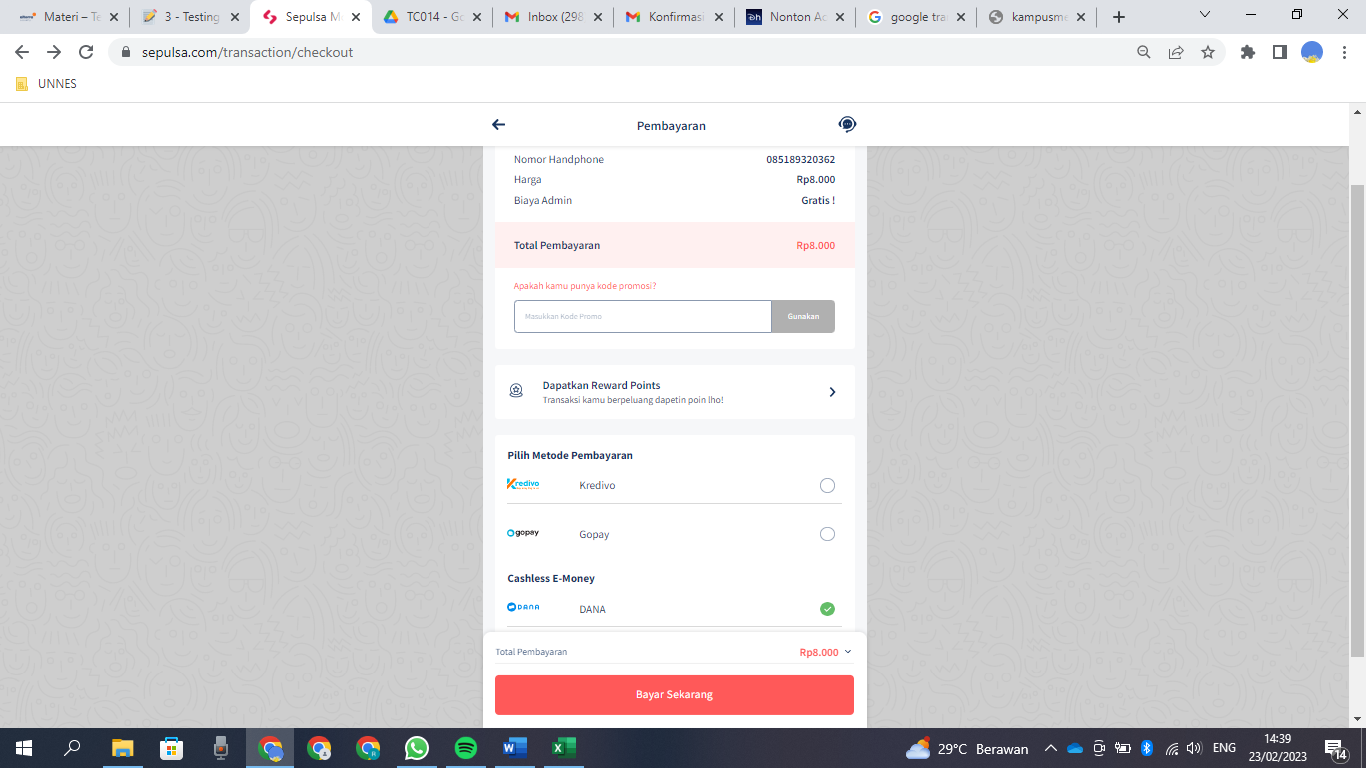 Materi – Te
3 - Testing
Sepulsa M
TC014 - Go
Inbox (298
Konfirmasi
Dh Nonton Ac
google tra
kampusme
sepulsa.com/transaction/checkout
UNNES
Pembayaran
Nomor Handphone 085189320362
Harga Rp8.000
Biaya Admin Gratis !
Total Pembayaran Rp8.000
Apakah kamu punya kode promosi?
Masukkan Kode Promo Gunakan
Dapatkan Reward Points
Transaksi kamu berpeluang dapetin poin lho!
Pilih Metode Pembayaran
Kredivo Kredivo
gopay Gopay
Cashless E-Money
DANA DANA
Total Pembayaran Rp8.000
Bayar Sekarang
29°C Berawan ENG
14:39
23/02/2023
14